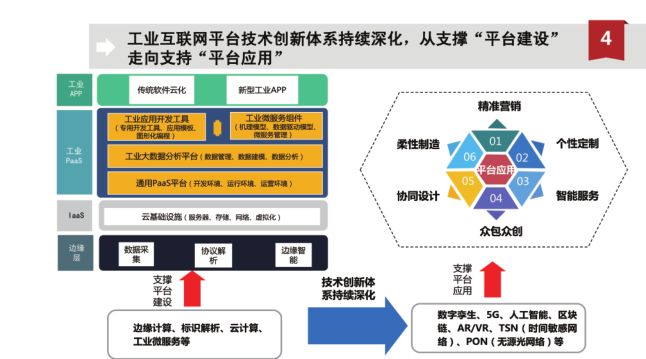 工业互联网平台技术创新体系持续深化，从支撑“平台建设”
走向支持“平台应用”
4
工业
APP
传统软件云化
新型工业APP
工业
PaaS
工业应用开发工具
（专用开发工具、应用模板、
图形化编程）
工业微服务组件
（机理模型、数据驱动模型、
微服务管理）
工业大数据分析平台（数据管理、数据建模、数据分析）
通用PaaS平台（开发环境、运行环境、运营环境）
IaaS
云基础设施（服务器、存储、网络、虚拟化）
边缘
层
数据采
集
协议解
析
边缘智
能
支撑
平台
建设
边缘计算、标识解析、云计算、
工业微服务等
技术创新体
系持续深化
精准营销
柔性制造
个性定制
01
06
02
平台应用
05
03
04
协同设计
智能服务
众包众创
支撑
平台
应用
数字孪生、5G、人工智能、区块
链、AR/VR、TSN（时间敏感网
络）、PON（无源光网络）等